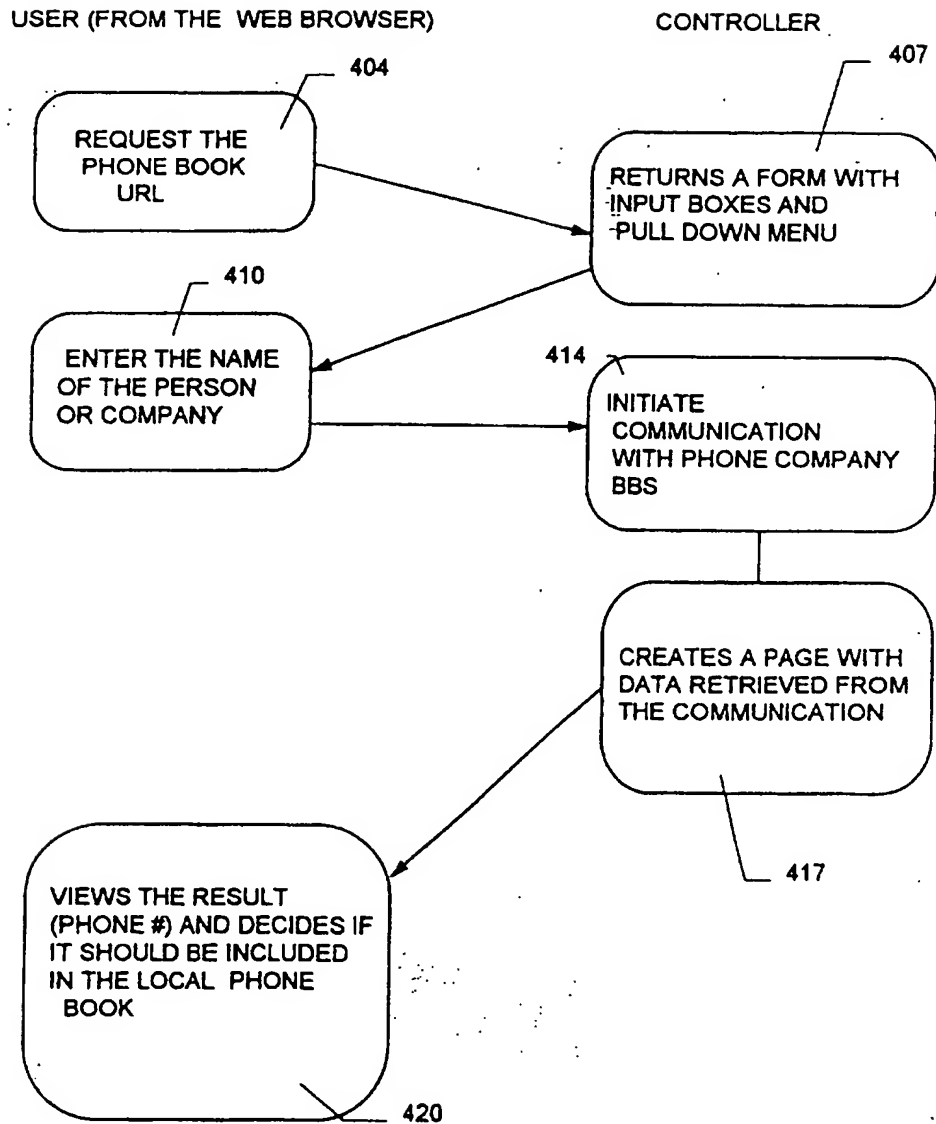 USER (FROM THE WEB BROWSER)
CONTROLLER
404
407
REQUEST THE
PHONE BOOK
URL
RETURNS A FORM WITH
INPUT BOXES AND
PULL DOWN MENU
410
ENTER THE NAME
OF THE PERSON
OR COMPANY
414
INITIATE
COMMUNICATION
WITH PHONE COMPANY
BBS
CREATES A PAGE WITH
DATA RETRIEVED FROM
THE COMMUNICATION
417
VIEWS THE RESULT
(PHONE #) AND DECIDES IF
IT SHOULD BE INCLUDED
IN THE LOCAL PHONE
BOOK
420